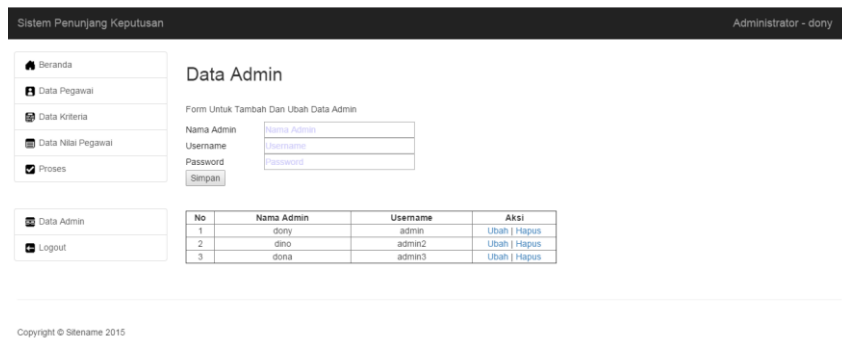 Sistem Penunjang Keputusan
Administrator - dony
Beranda
Data Pegawai
Data Kriteria
Data Nilai Pegawai
Proses
Data Admin
Logout
Data Admin
Form Untuk Tambah Dan Ubah Data Admin
Nama Admin Nama Admin
Username Username
Password Password
Simpan
No Nama Admin Username Aksi
1 dony admin Ubah | Hapus
2 dino admin2 Ubah | Hapus
3 dona admin3 Ubah | Hapus
Copyright © Sitename 2015